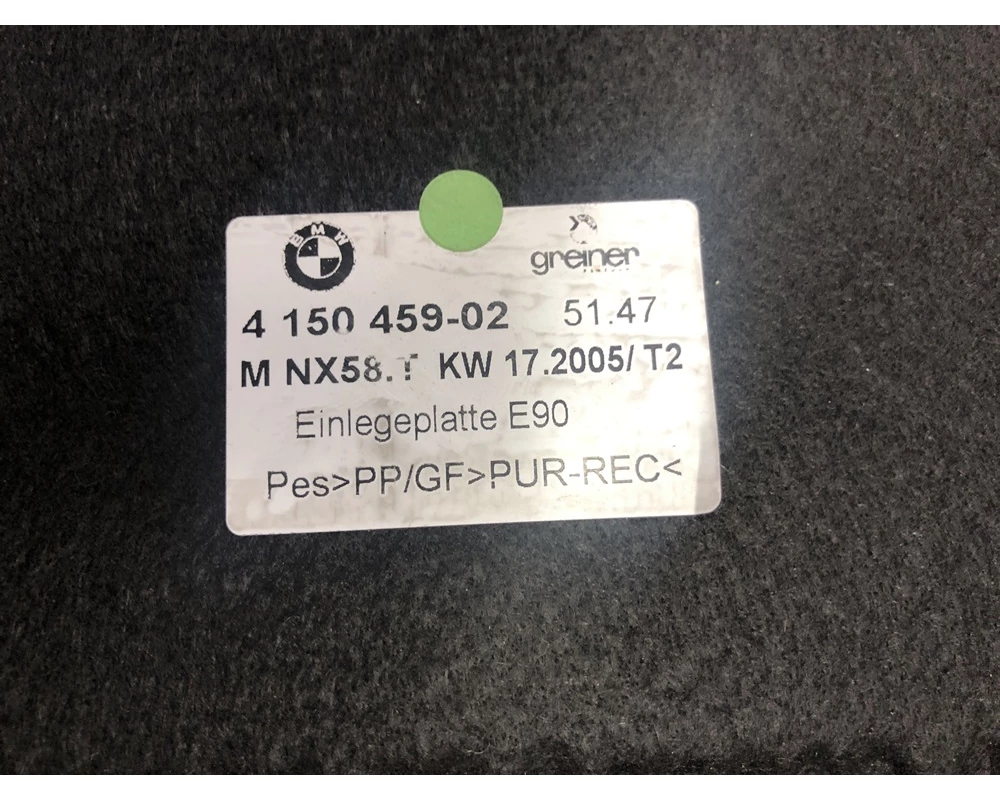 BMW
greiner
4 150 459-02 51.47
M NX58.T KW 17.2005/ T2
Einlegeplatte E90
Pes>PP/GF>PUR-REC<